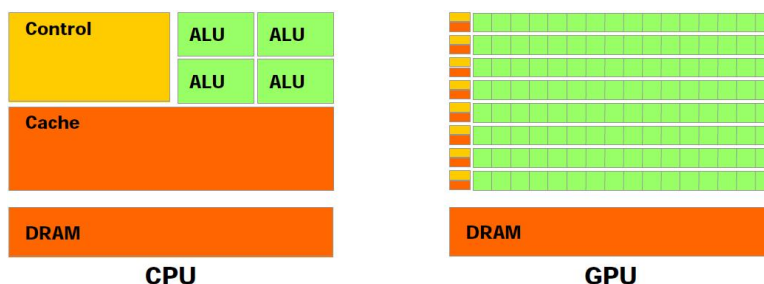 Control
ALU ALU
ALU ALU
Cache
DRAM
CPU
DRAM
GPU